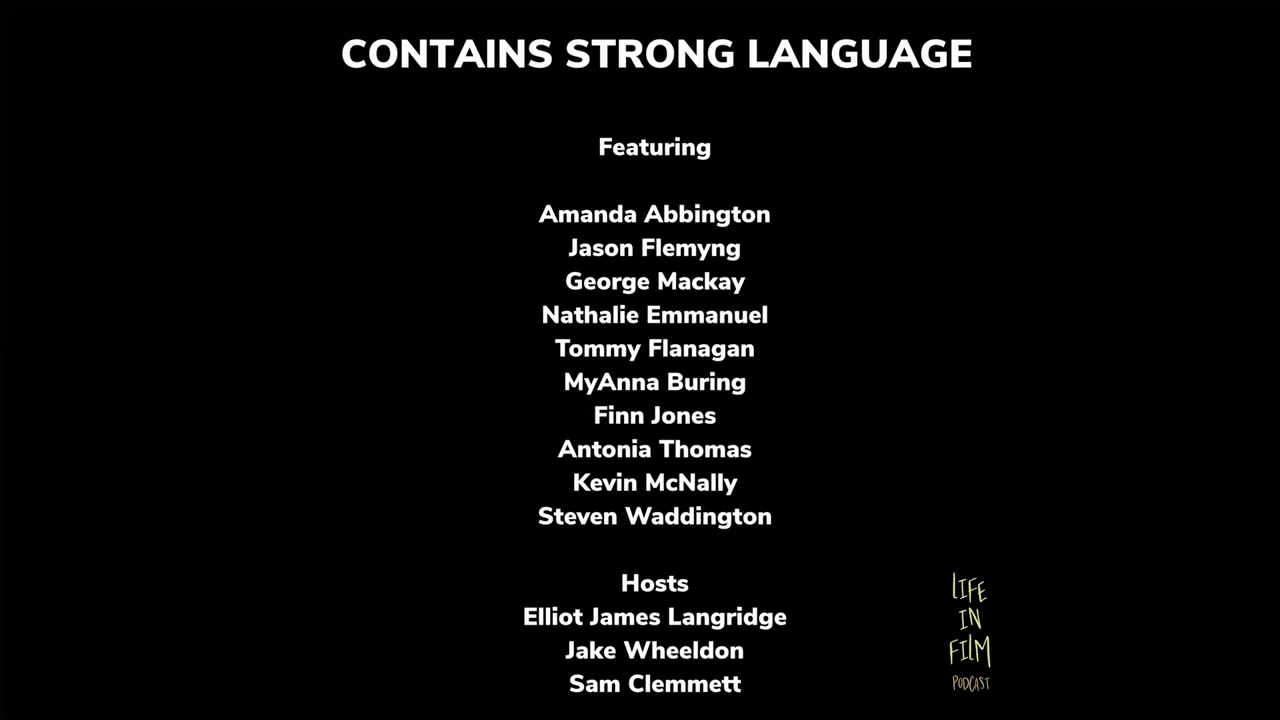 CONTAINS STRONG LANGUAGE
Featuring
Amanda Abbington
Jason Flemyng
George Mackay
Nathalie Emmanuel
Tommy Flanagan
MyAnna Buring
Finn Jones
Antonia Thomas
Kevin McNally
Steven Waddington
Hosts
Elliot James Langridge
Jake Wheeldon
Sam Clemmett
LIFE
IN
FILM
PODCAST